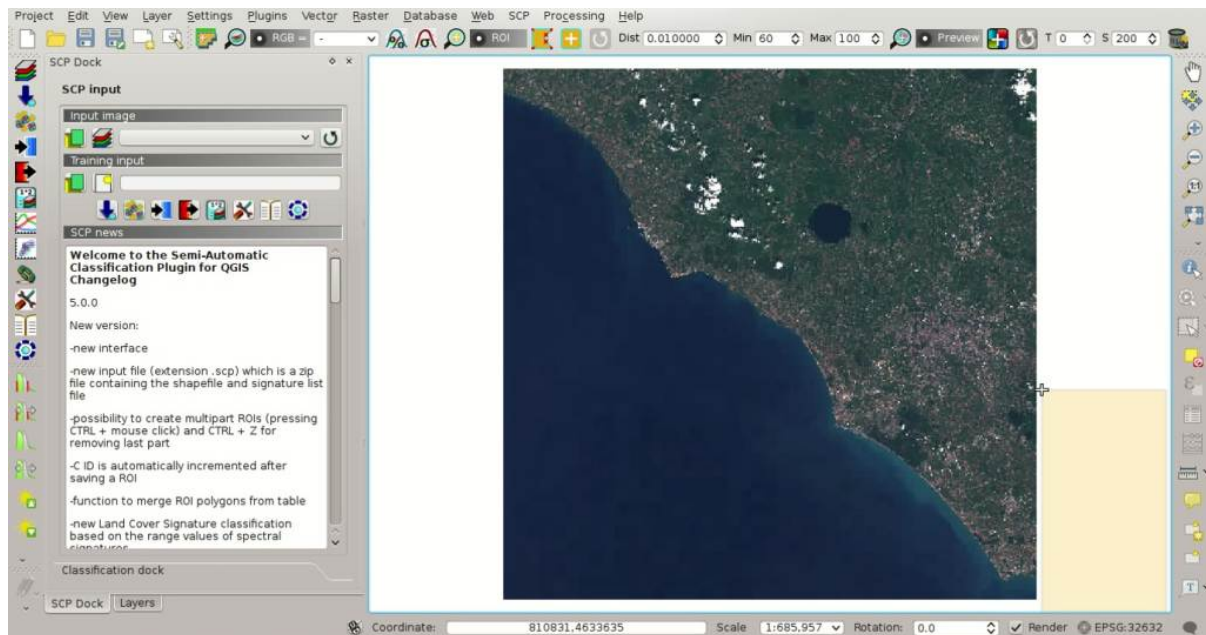 Project Edit View Layer Settings Plugins Vector Raster Database Web SCP Processing Help
RGB = - ROI Dist 0.010000 Min 60 Max 100 Preview T 0 S 200
SCP Dock
SCP input
Input image
Training input
SCP news
Welcome to the Semi-Automatic
Classification Plugin for QGIS
Changelog
5.0.0
New version:
-new interface
-new input file (extension .scp) which is a zip
file containing the shapefile and signature list
file
-possibility to create multipart ROIs (pressing
CTRL + mouse click) and CTRL + Z for
removing last part
-C ID is automatically incremented after
saving a ROI
-function to merge ROI polygons from table
-new Land Cover Signature classification
based on the range values of spectral
signatures
Classification dock
SCP Dock Layers
Coordinate: 810831,4633635 Scale 1:685,957 Rotation: 0.0 Render EPSG:32632